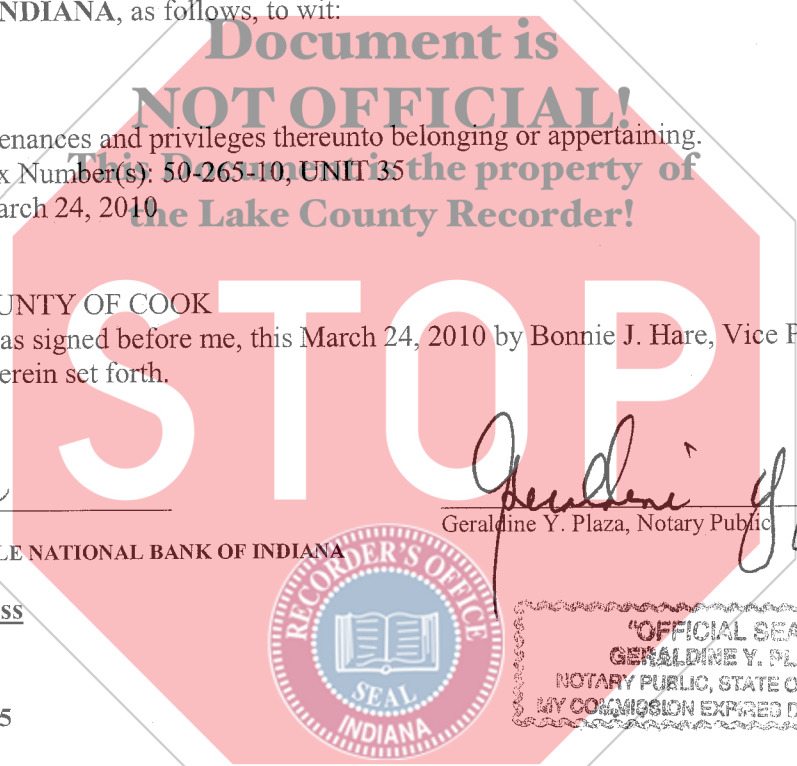 NDIANA, as follows, to wit:
Document is
NOT OFFICIAL!
enances and privileges thereunto belonging or appertaining.
x Number(s): 50-265-10, UNIT 35
This Document is the property of
arch 24, 2010
the Lake County Recorder!
UNTY OF COOK
as signed before me, this March 24, 2010 by Bonnie J. Hare, Vice P
erein set forth.
STOP
Geraldine Y.
Geraldine Y. Plaza, Notary Public
LE NATIONAL BANK OF INDIANA
RECORDER'S OFFICE
SEAL
INDIANA
ss
"OFFICIAL SEA
GERALDINE Y. PL
NOTARY PUBLIC, STATE O
MY COMMISSION EXPIRES D
5